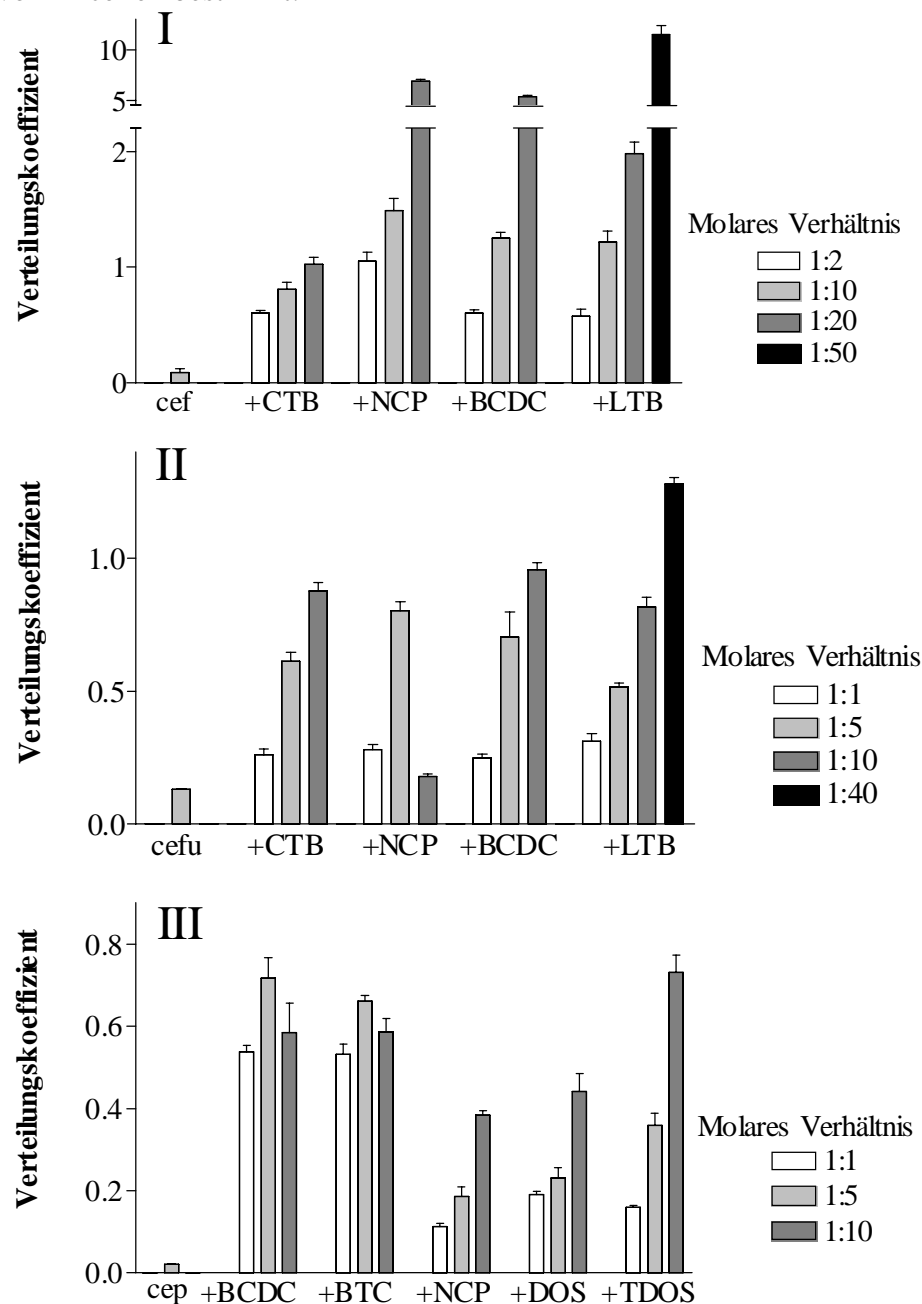 I
Verteilungskoeffizient
10
5
2
1
0
cef +CTB +NCP +BCDC +LTB
Molares Verhältnis
1:2
1:10
1:20
1:50
II
Verteilungskoeffizient
1.0
0.5
0.0
cefu +CTB +NCP +BCDC +LTB
Molares Verhältnis
1:1
1:5
1:10
1:40
III
Verteilungskoeffizient
0.8
0.6
0.4
0.2
0.0
cep +BCDC +BTC +NCP +DOS +TDOS
Molares Verhältnis
1:1
1:5
1:10